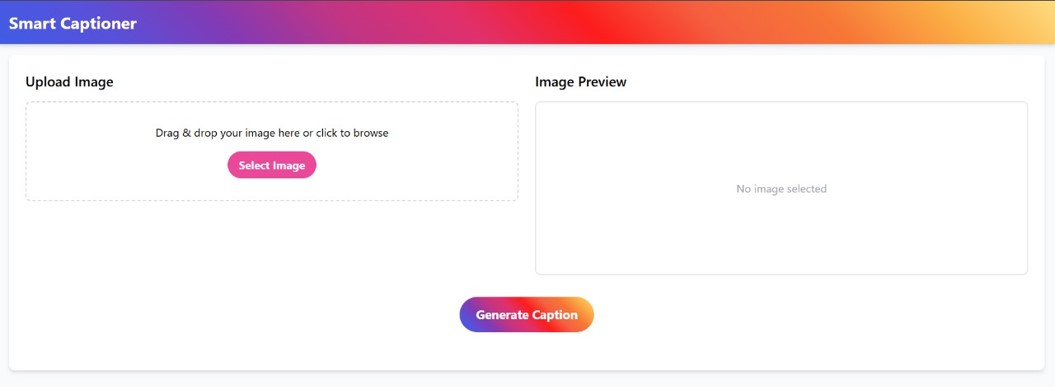 Smart Captioner
Upload Image
Drag & drop your image here or click to browse
Select Image
Image Preview
No image selected
Generate Caption